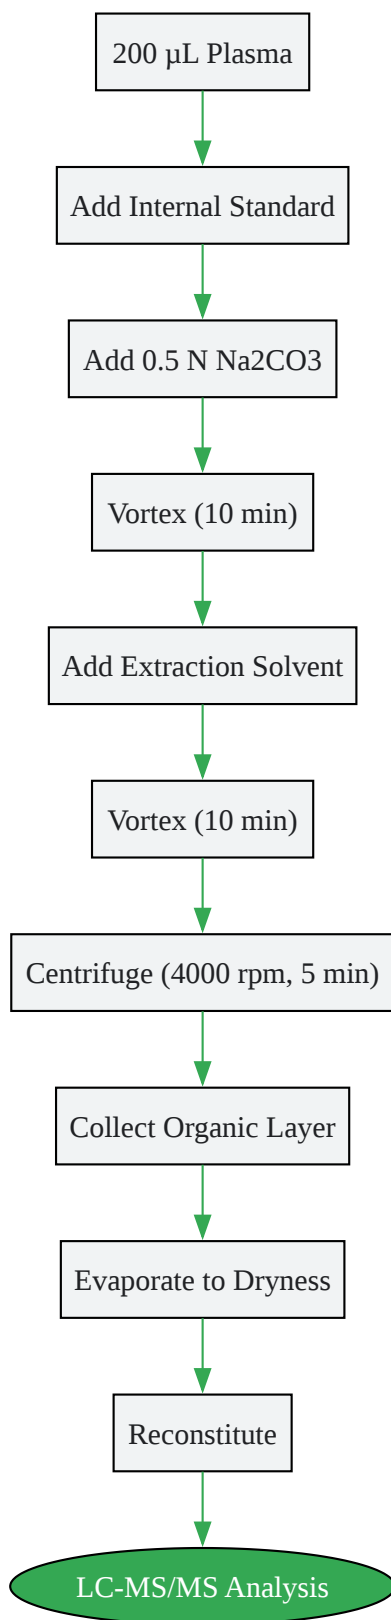 200 µL Plasma
Add Internal Standard
Add 0.5 N Na2CO3
Vortex (10 min)
Add Extraction Solvent
Vortex (10 min)
Centrifuge (4000 rpm, 5 min)
Collect Organic Layer
Evaporate to Dryness
Reconstitute
LC-MS/MS Analysis